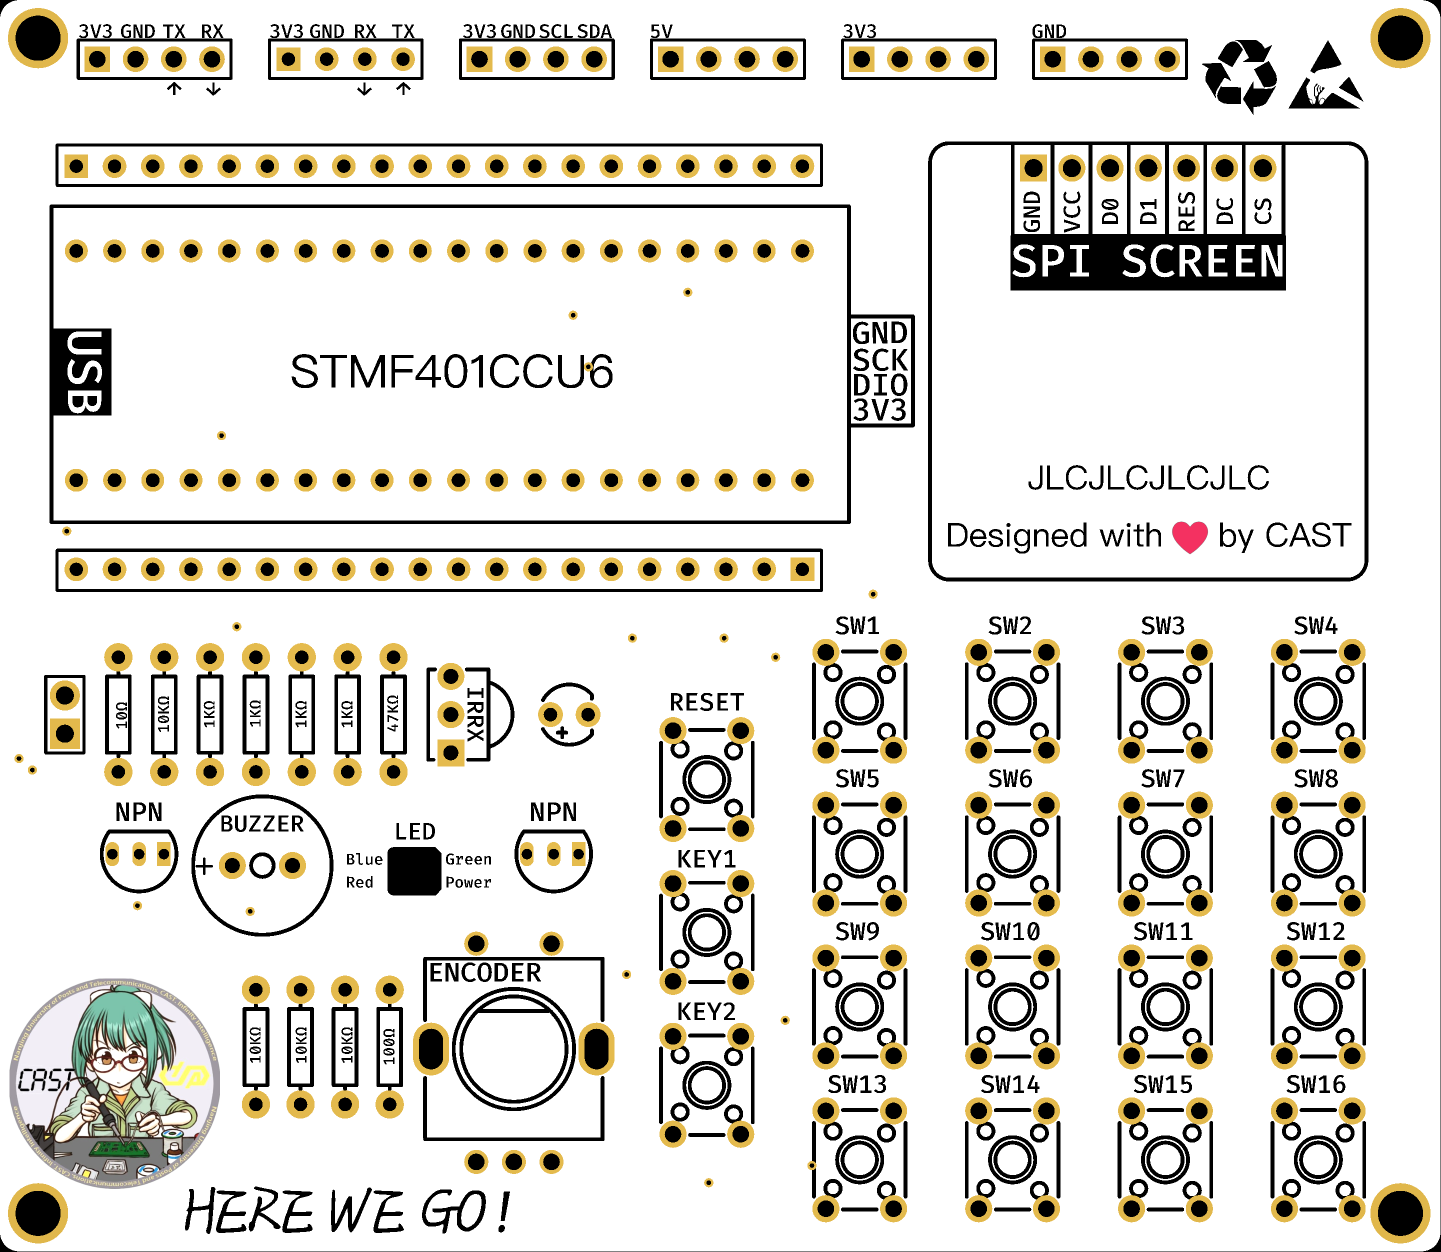 3V3 GND TX RX
3V3 GND RX TX
3V3 GND SCL SDA
5V
3V3
GND
GND VCC D0 D1 RES DC CS
SPI SCREEN
USB
STMF401CCU6
GND
SCK
DIO
3V3
JLCJLCJLCJLC
Designed with ❤ by CAST
SW1 SW2 SW3 SW4
10Ω 10KΩ 1KΩ 1KΩ 1KΩ 1KΩ 47KΩ
IRRX
+
RESET
SW5 SW6 SW7 SW8
NPN
BUZZER
+
LED
Blue Green
Red Power
NPN
KEY1
SW9 SW10 SW11 SW12
ENCODER
KEY2
10KΩ 10KΩ 10KΩ 100Ω
SW13 SW14 SW15 SW16
CAST
HERE WE GO!